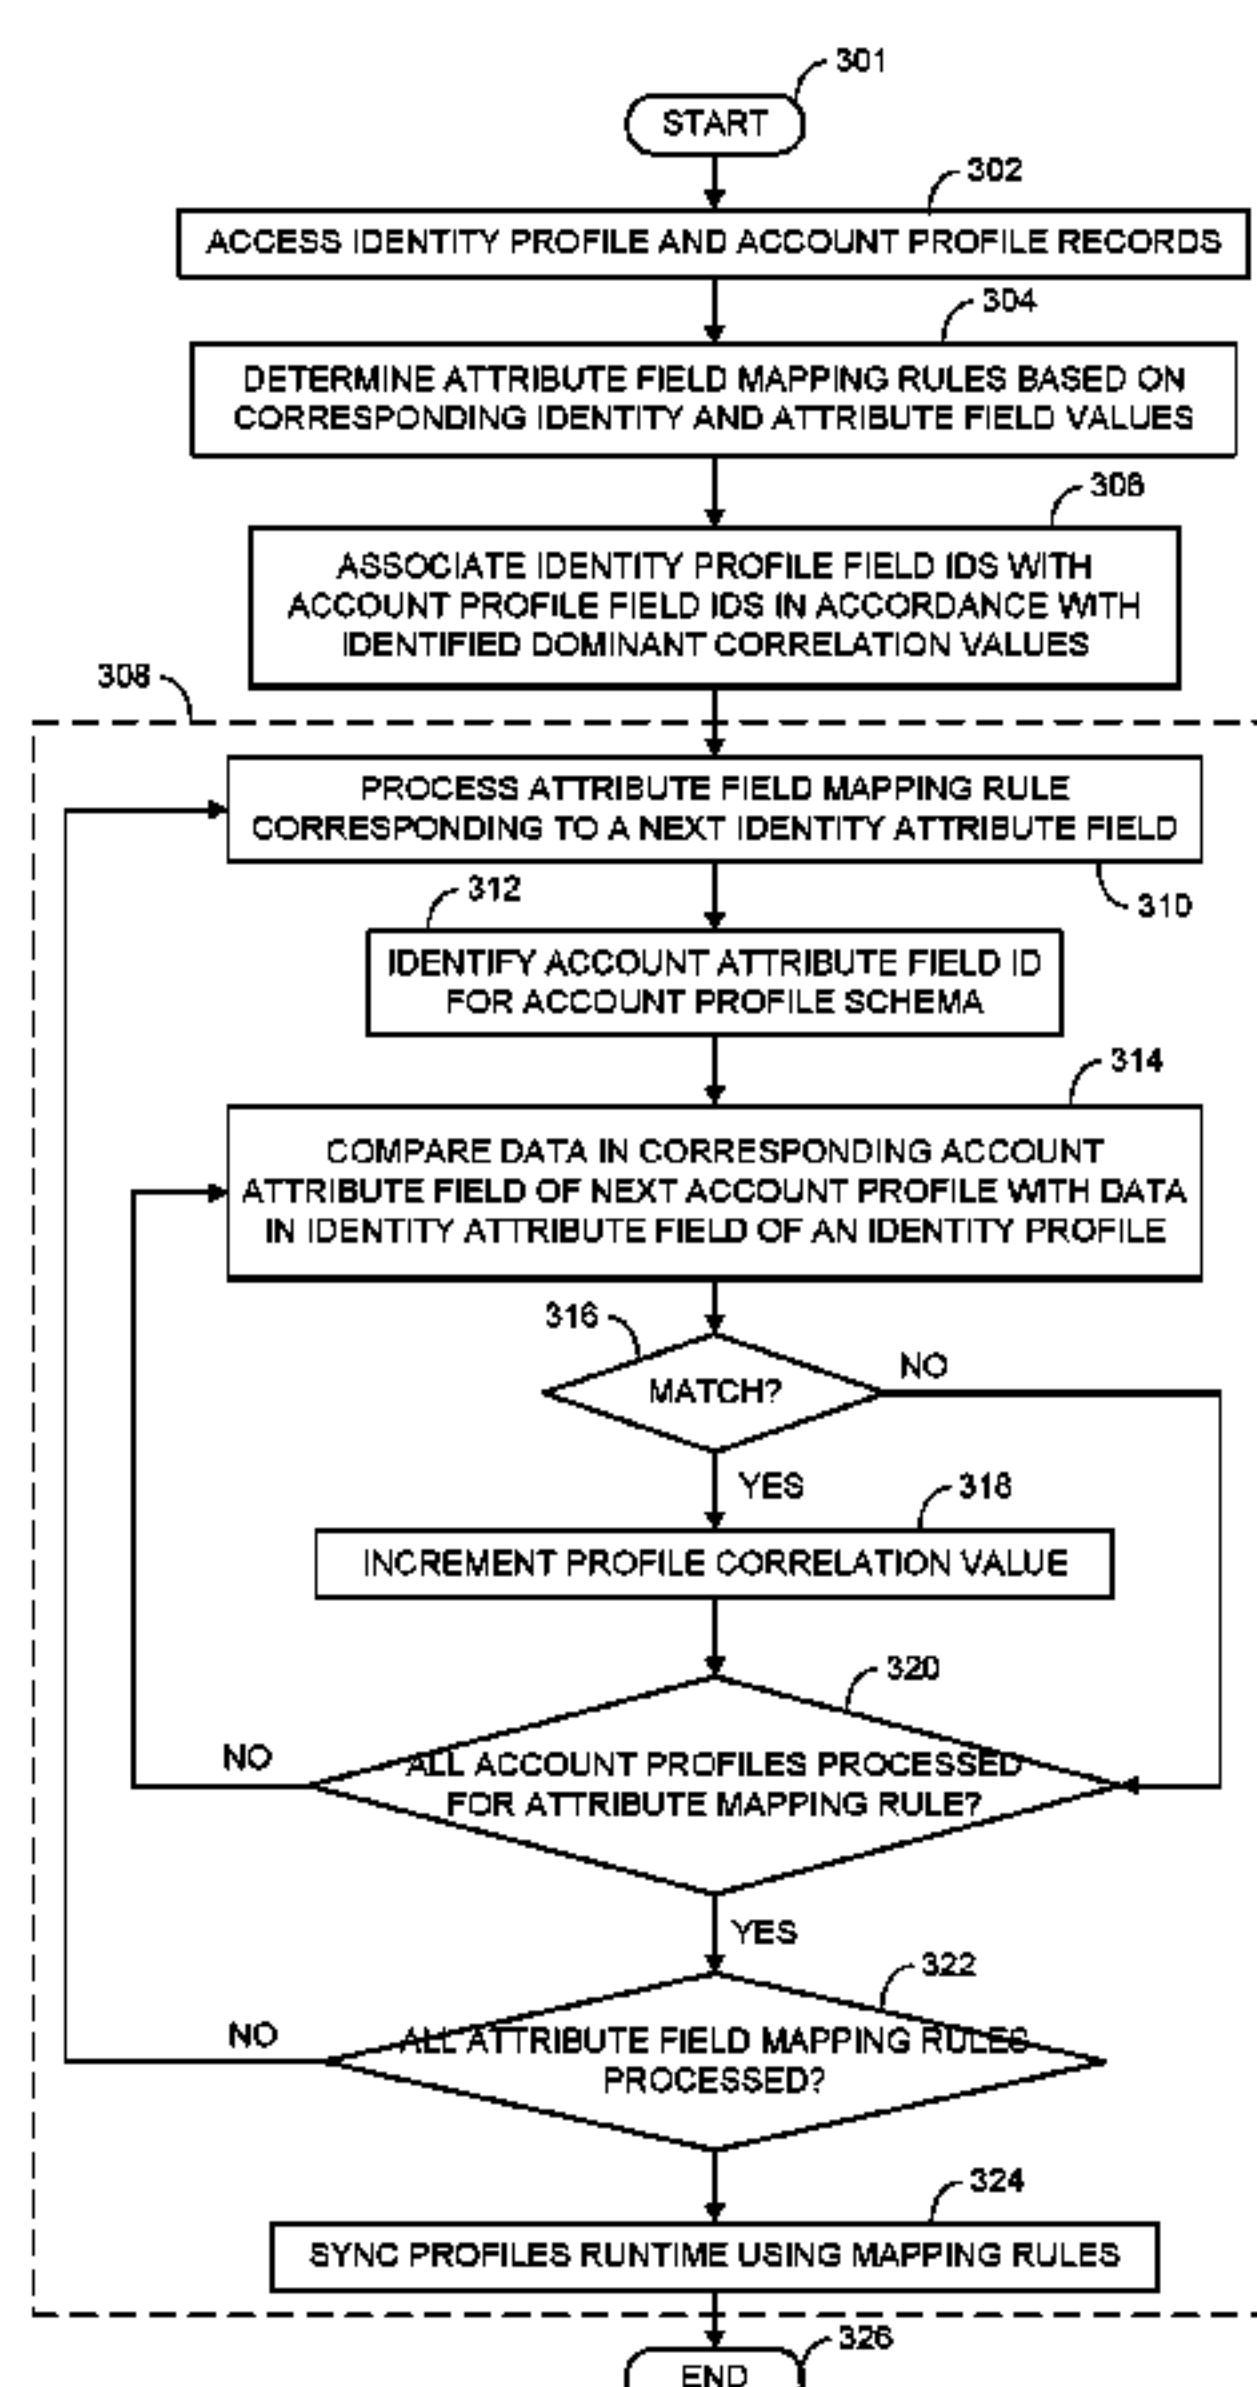 301
START
302
ACCESS IDENTITY PROFILE AND ACCOUNT PROFILE RECORDS
304
DETERMINE ATTRIBUTE FIELD MAPPING RULES BASED ON
CORRESPONDING IDENTITY AND ATTRIBUTE FIELD VALUES
306
ASSOCIATE IDENTITY PROFILE FIELD IDS WITH
ACCOUNT PROFILE FIELD IDS IN ACCORDANCE WITH
IDENTIFIED DOMINANT CORRELATION VALUES
308
PROCESS ATTRIBUTE FIELD MAPPING RULE
CORRESPONDING TO A NEXT IDENTITY ATTRIBUTE FIELD
310
312
IDENTIFY ACCOUNT ATTRIBUTE FIELD ID
FOR ACCOUNT PROFILE SCHEMA
314
COMPARE DATA IN CORRESPONDING ACCOUNT
ATTRIBUTE FIELD OF NEXT ACCOUNT PROFILE WITH DATA
IN IDENTITY ATTRIBUTE FIELD OF AN IDENTITY PROFILE
316
MATCH?
NO
YES
318
INCREMENT PROFILE CORRELATION VALUE
320
NO
ALL ACCOUNT PROFILES PROCESSED
FOR ATTRIBUTE MAPPING RULE?
YES
322
NO
ALL ATTRIBUTE FIELD MAPPING RULES
PROCESSED?
324
SYNC PROFILES RUNTIME USING MAPPING RULES
326
END